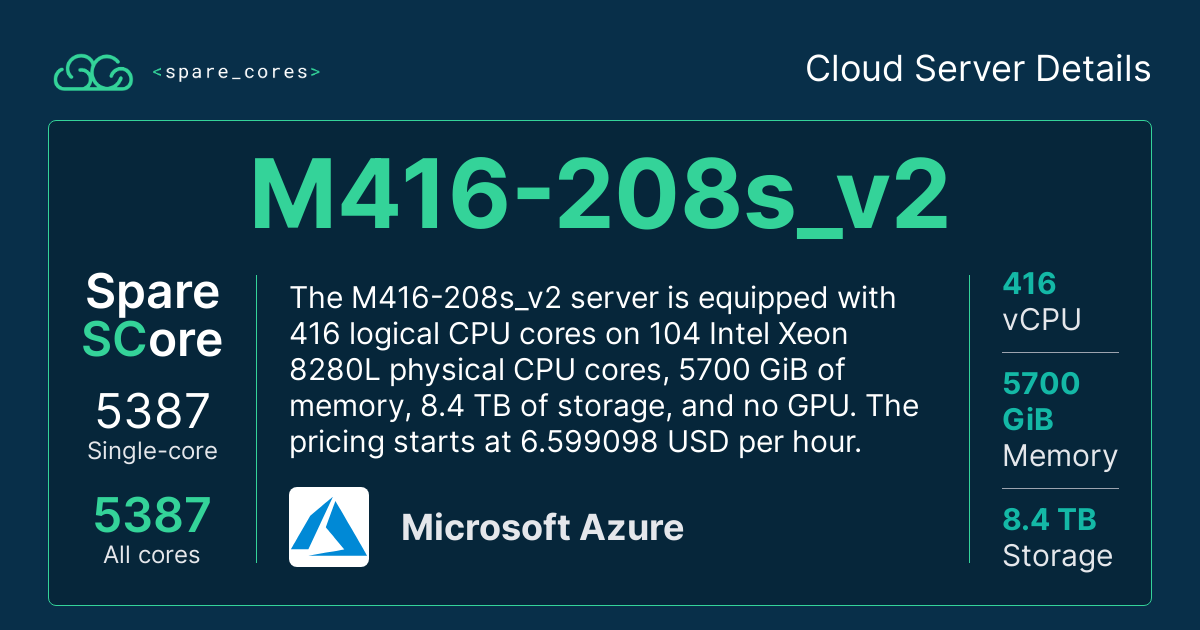 <spare_cores>
Cloud Server Details
M416-208s_v2
Spare
SCore
5387
Single-core
5387
All cores
The M416-208s_v2 server is equipped with
416 logical CPU cores on 104 Intel Xeon
8280L physical CPU cores, 5700 GiB of
memory, 8.4 TB of storage, and no GPU. The
pricing starts at 6.599098 USD per hour.
Microsoft Azure
416
vCPU
5700
GiB
Memory
8.4 TB
Storage